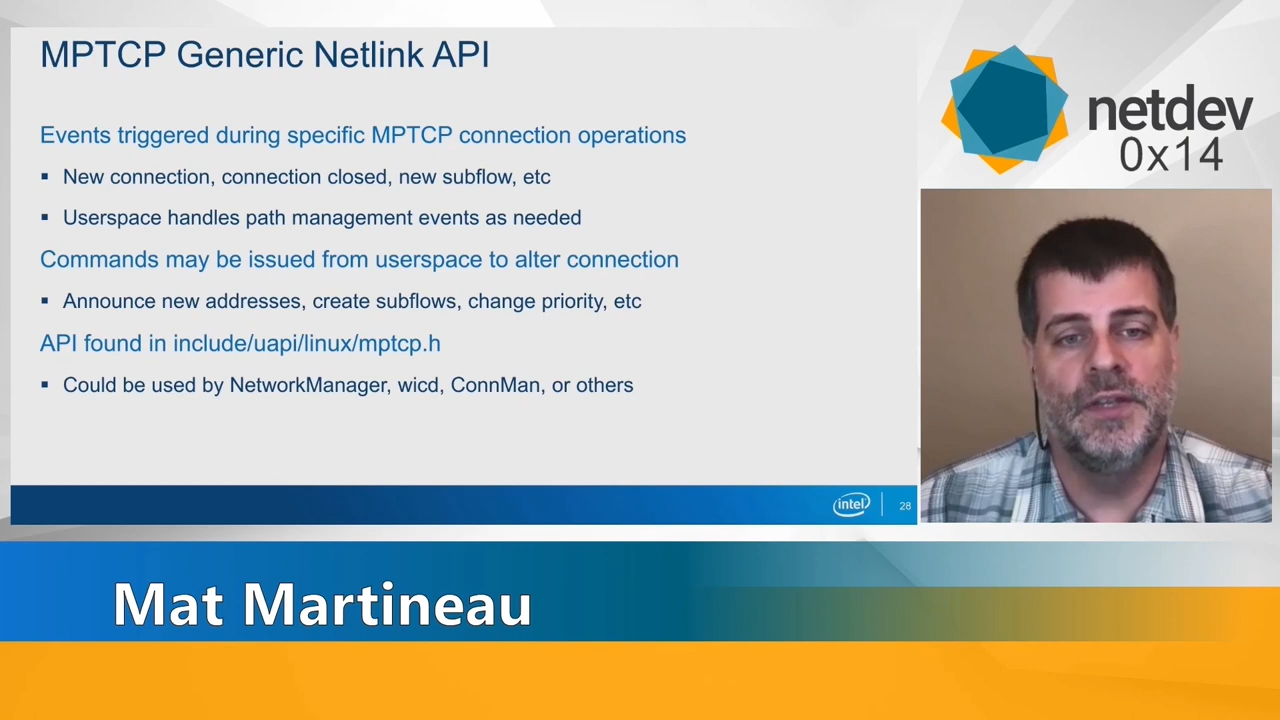 MPTCP Generic Netlink API
Events triggered during specific MPTCP connection operations
▪ New connection, connection closed, new subflow, etc
▪ Userspace handles path management events as needed
Commands may be issued from userspace to alter connection
▪ Announce new addresses, create subflows, change priority, etc
API found in include/uapi/linux/mptcp.h
▪ Could be used by NetworkManager, wicd, ConnMan, or others
intel
28
netdev
0x14
Mat Martineau